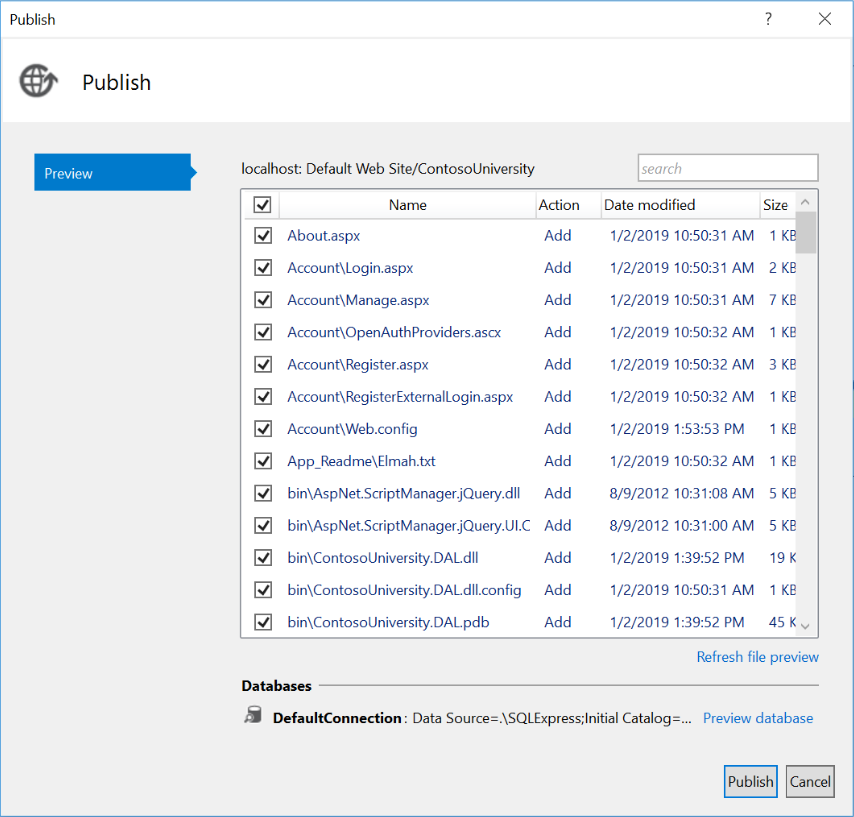 Publish ?
Publish
Preview
localhost: Default Web Site/ContosoUniversity search
Name Action Date modified Size
About.aspx Add 1/2/2019 10:50:31 AM 1 KB
Account\Login.aspx Add 1/2/2019 10:50:31 AM 2 KB
Account\Manage.aspx Add 1/2/2019 10:50:31 AM 7 KB
Account\OpenAuthProviders.ascx Add 1/2/2019 10:50:32 AM 1 KB
Account\Register.aspx Add 1/2/2019 10:50:32 AM 3 KB
Account\RegisterExternalLogin.aspx Add 1/2/2019 10:50:32 AM 1 KB
Account\Web.config Add 1/2/2019 1:53:53 PM 1 KB
App_Readme\Elmah.txt Add 1/2/2019 10:50:32 AM 1 KB
bin\AspNet.ScriptManager.jQuery.dll Add 8/9/2012 10:31:08 AM 5 KB
bin\AspNet.ScriptManager.jQuery.UI.C Add 8/9/2012 10:31:00 AM 5 KB
bin\ContosoUniversity.DAL.dll Add 1/2/2019 1:39:52 PM 19 K
bin\ContosoUniversity.DAL.dll.config Add 1/2/2019 10:50:31 AM 1 KB
bin\ContosoUniversity.DAL.pdb Add 1/2/2019 1:39:52 PM 45 K
Refresh file preview
Databases
DefaultConnection : Data Source=.\SQLExpress;Initial Catalog=... Preview database
Publish Cancel